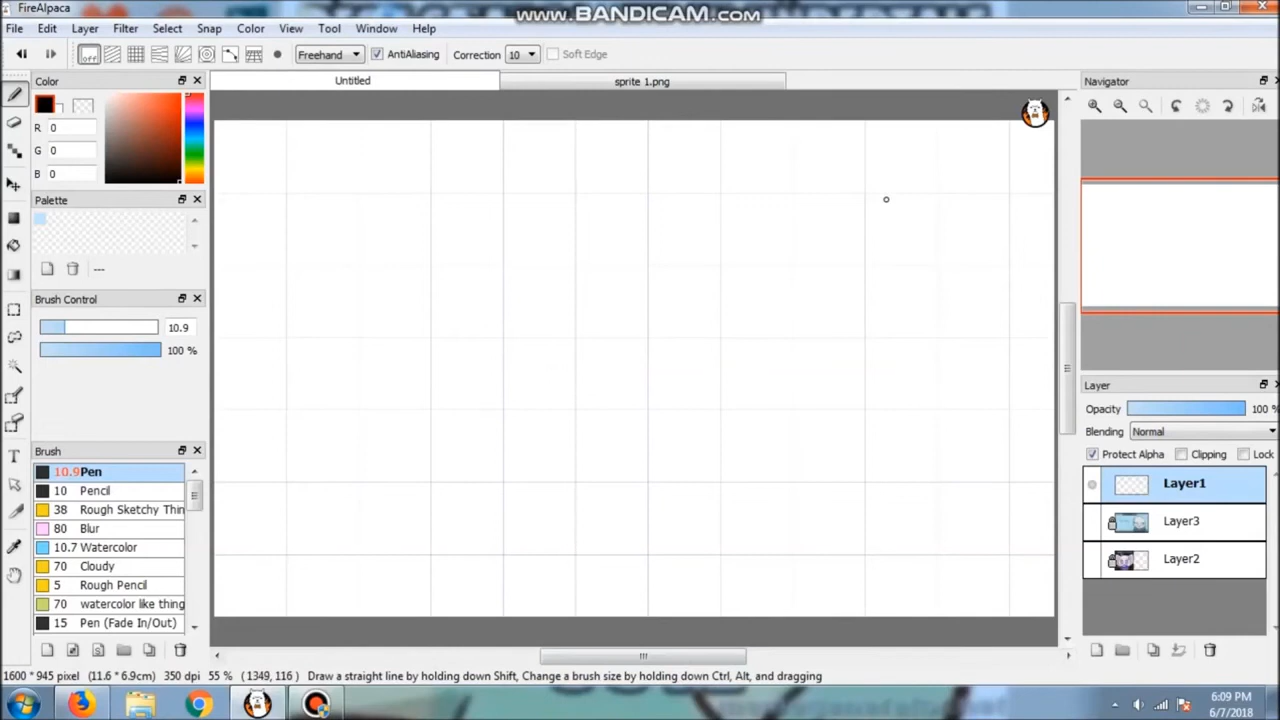 FireAlpaca
www.BANDICAM.com
File Edit Layer Filter Select Snap Color View Tool Window Help
off Freehand AntiAliasing Correction 10 Soft Edge
Color
Untitled sprite 1.png
Navigator
R 0
G 0
B 0
Palette
---
Brush Control
10.9
100 %
Brush
10.9 Pen
10 Pencil
38 Rough Sketchy Thin
80 Blur
10.7 Watercolor
70 Cloudy
5 Rough Pencil
70 watercolor like thing
15 Pen (Fade In/Out)
Layer
Opacity 100 %
Blending Normal
Protect Alpha Clipping Lock
Layer1
Layer3
Layer2
1600 * 945 pixel (11.6 * 6.9cm) 350 dpi 55 % (1349, 116) Draw a straight line by holding down Shift, Change a brush size by holding down Ctrl, Alt, and dragging
6:09 PM
6/7/2018